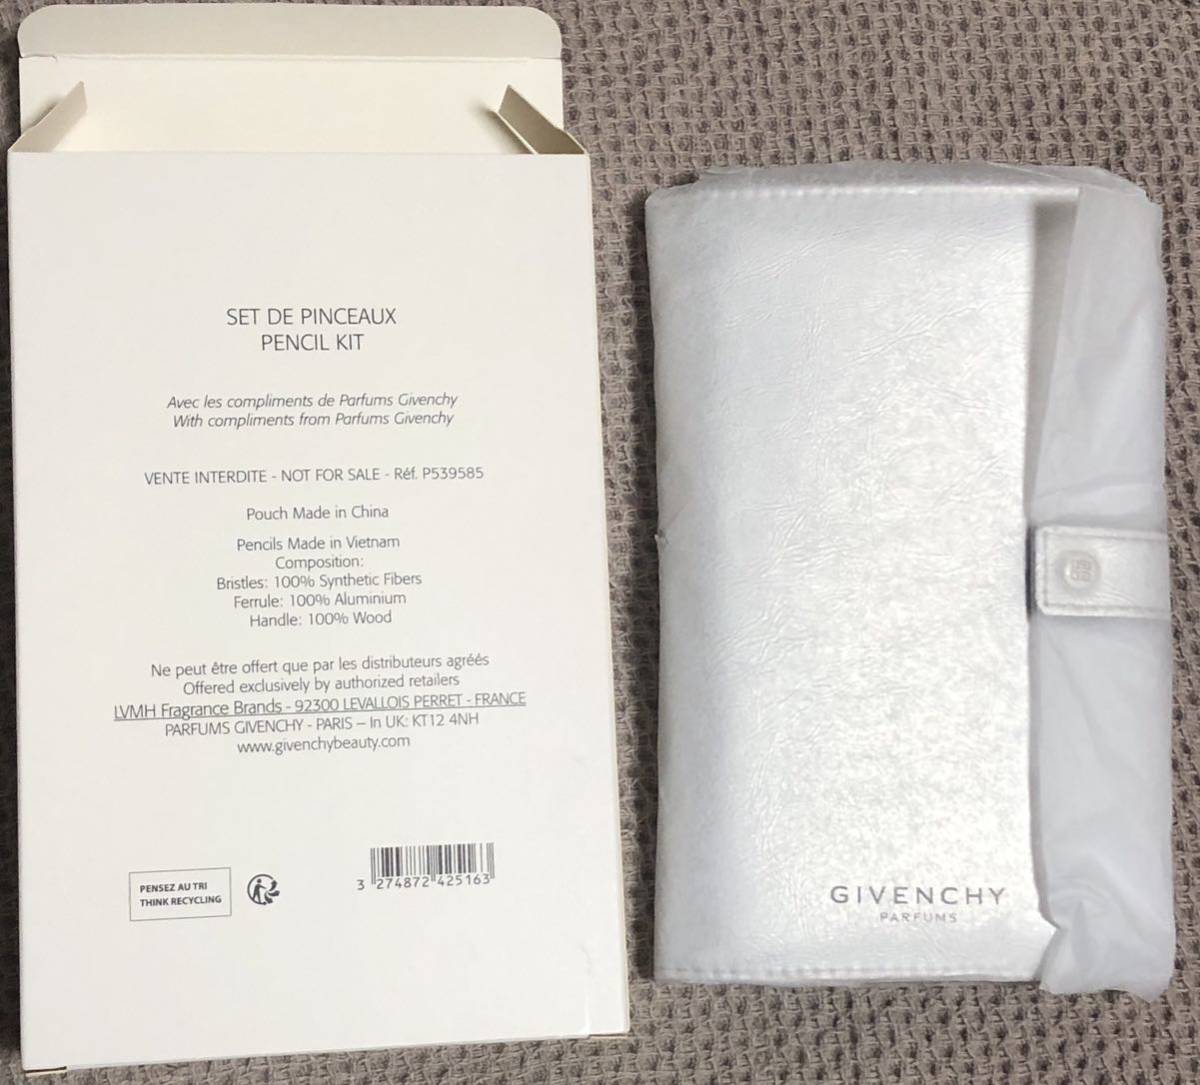 SET DE PINCEAUX
PENCIL KIT
Avec les compliments de Parfums Givenchy
With compliments from Parfums Givenchy
VENTE INTERDITE - NOT FOR SALE - Réf. P539585
Pouch Made in China
Pencils Made in Vietnam
Composition:
Bristles: 100% Synthetic Fibers
Ferrule: 100% Aluminium
Handle: 100% Wood
Ne peut être offert que par les distributeurs agréés
Offered exclusively by authorized retailers
LVMH Fragrance Brands - 92300 LEVALLOIS PERRET - FRANCE
PARFUMS GIVENCHY - PARIS – In UK: KT12 4NH
www.givenchybeauty.com
PENSEZ AU TRI
THINK RECYCLING
3 274872 425163
GIVENCHY
PARFUMS